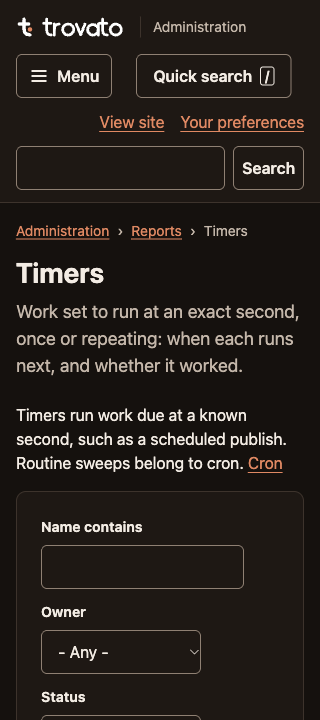 trovato
Administration
Menu
Quick search /
View site Your preferences
Search
Administration › Reports › Timers
Timers
Work set to run at an exact second,
once or repeating: when each runs
next, and whether it worked.
Timers run work due at a known
second, such as a scheduled publish.
Routine sweeps belong to cron. Cron
Name contains
Owner
- Any -
Status